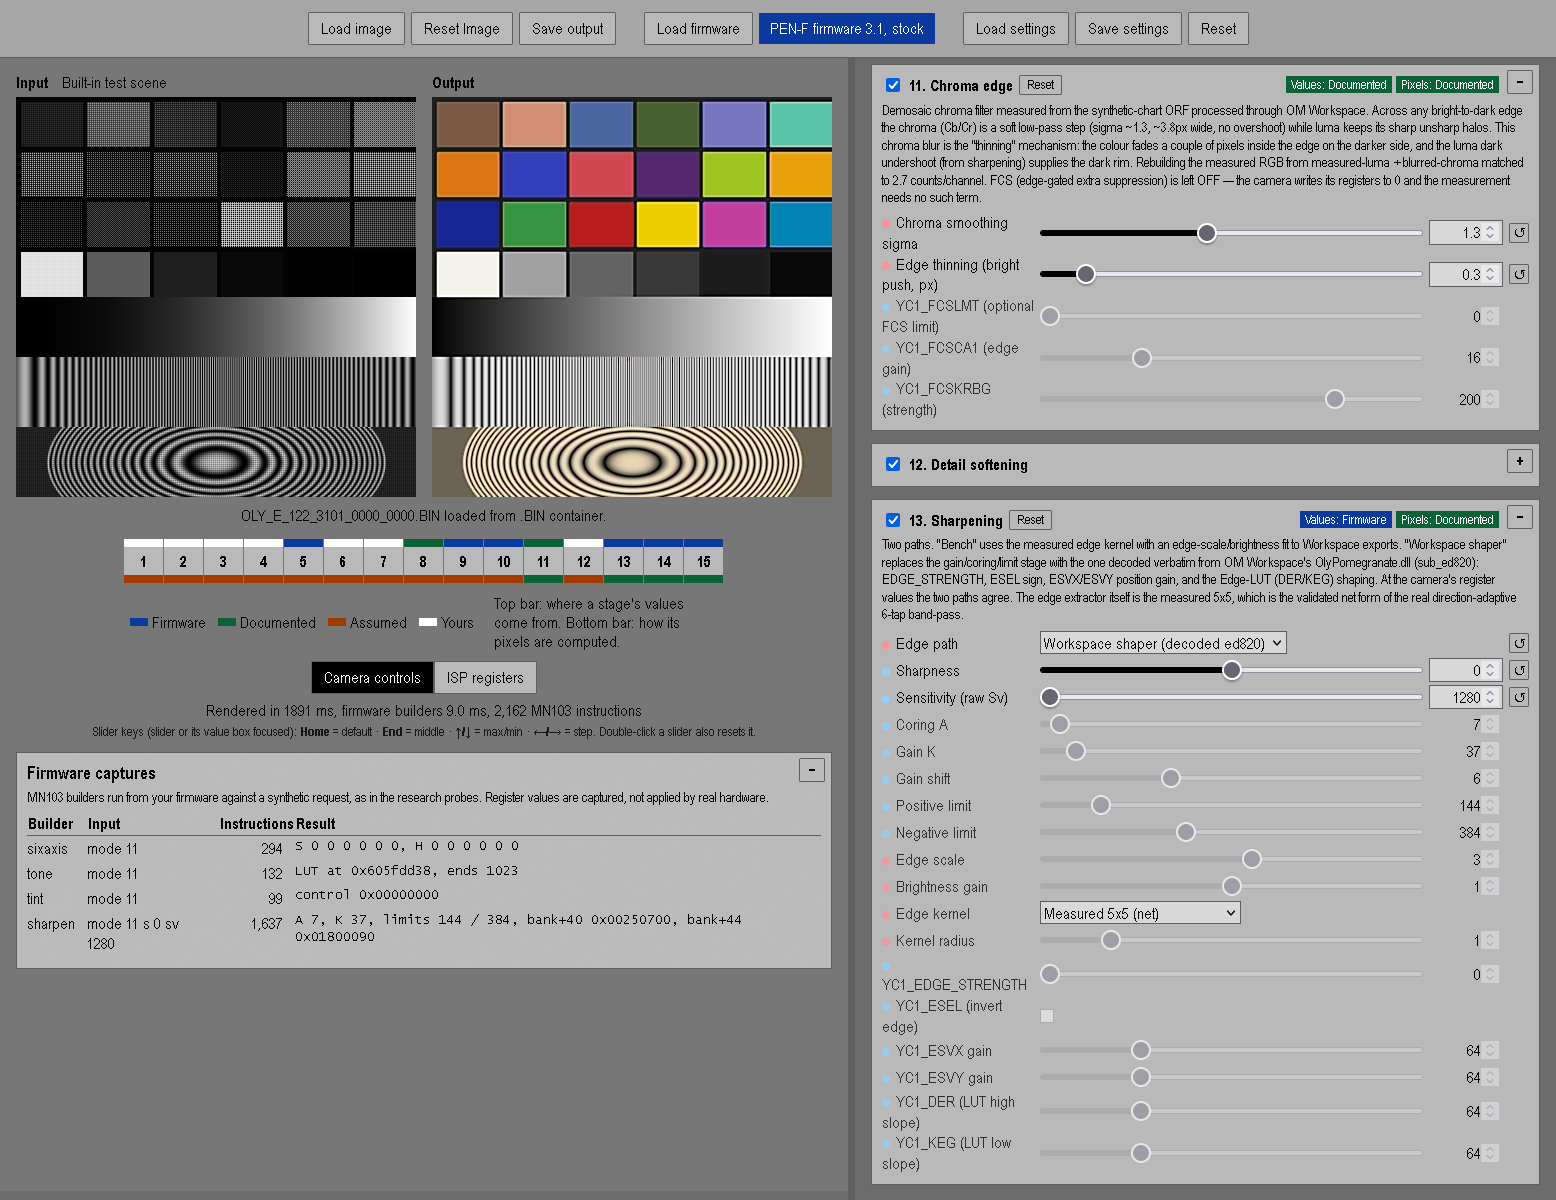 Load image
Reset Image
Save output
Load firmware
PEN-F firmware 3.1, stock
Load settings
Save settings
Reset
Input Built-in test scene
Output
OLY_E_122_3101_0000_0000.BIN loaded from .BIN container.
1 2 3 4 5 6 7 8 9 10 11 12 13 14 15
Firmware Documented Assumed Yours
Top bar: where a stage's values
come from. Bottom bar: how its
pixels are computed.
Camera controls
ISP registers
Rendered in 1891 ms, firmware builders 9.0 ms, 2,162 MN103 instructions
Slider keys (slider or its value box focused): Home = default · End = middle · ↑/↓ = max/min · ←/→ = step. Double-click a slider also resets it.
Firmware captures
-
MN103 builders run from your firmware against a synthetic request, as in the research probes. Register values are captured, not applied by real hardware.
Builder Input Instructions Result
sixaxis mode 11 294 S 0 0 0 0 0 0, H 0 0 0 0 0 0
tone mode 11 132 LUT at 0x605fdd38, ends 1023
tint mode 11 99 control 0x00000000
sharpen mode 11 s 0 sv 1,637 A 7, K 37, limits 144 / 384, bank+40 0x00250700, bank+44
1280 0x01800090
11. Chroma edge Reset Values: Documented Pixels: Documented -
Demosaic chroma filter measured from the synthetic-chart ORF processed through OM Workspace. Across any bright-to-dark edge
the chroma (Cb/Cr) is a soft low-pass step (sigma ~1.3, ~3.8px wide, no overshoot) while luma keeps its sharp unsharp halos. This
chroma blur is the "thinning" mechanism: the colour fades a couple of pixels inside the edge on the darker side, and the luma dark
undershoot (from sharpening) supplies the dark rim. Rebuilding the measured RGB from measured-luma + blurred-chroma matched
to 2.7 counts/channel. FCS (edge-gated extra suppression) is left OFF — the camera writes its registers to 0 and the measurement
needs no such term.
Chroma smoothing
sigma
1.3 ↺
Edge thinning (bright
push, px)
0.3 ↺
YC1_FCSLMT (optional
FCS limit)
0
YC1_FCSCA1 (edge
gain)
16
YC1_FCSKRBG
(strength)
200
12. Detail softening +
13. Sharpening Reset Values: Firmware Pixels: Documented -
Two paths. "Bench" uses the measured edge kernel with an edge-scale/brightness fit to Workspace exports. "Workspace shaper"
replaces the gain/coring/limit stage with the one decoded verbatim from OM Workspace's OlyPomegranate.dll (sub_ed820):
EDGE_STRENGTH, ESEL sign, ESVX/ESVY position gain, and the Edge-LUT (DER/KEG) shaping. At the camera's register
values the two paths agree. The edge extractor itself is the measured 5x5, which is the validated net form of the real direction-adaptive
6-tap band-pass.
Edge path Workspace shaper (decoded ed820) ↺
Sharpness 0 ↺
Sensitivity (raw Sv) 1280 ↺
Coring A 7
Gain K 37
Gain shift 6
Positive limit 144
Negative limit 384
Edge scale 3
Brightness gain 1
Edge kernel Measured 5x5 (net)
Kernel radius 1
YC1_EDGE_STRENGTH 0
YC1_ESEL (invert
edge)
YC1_ESVX gain 64
YC1_ESVY gain 64
YC1_DER (LUT high
slope)
64
YC1_KEG (LUT low
slope)
64